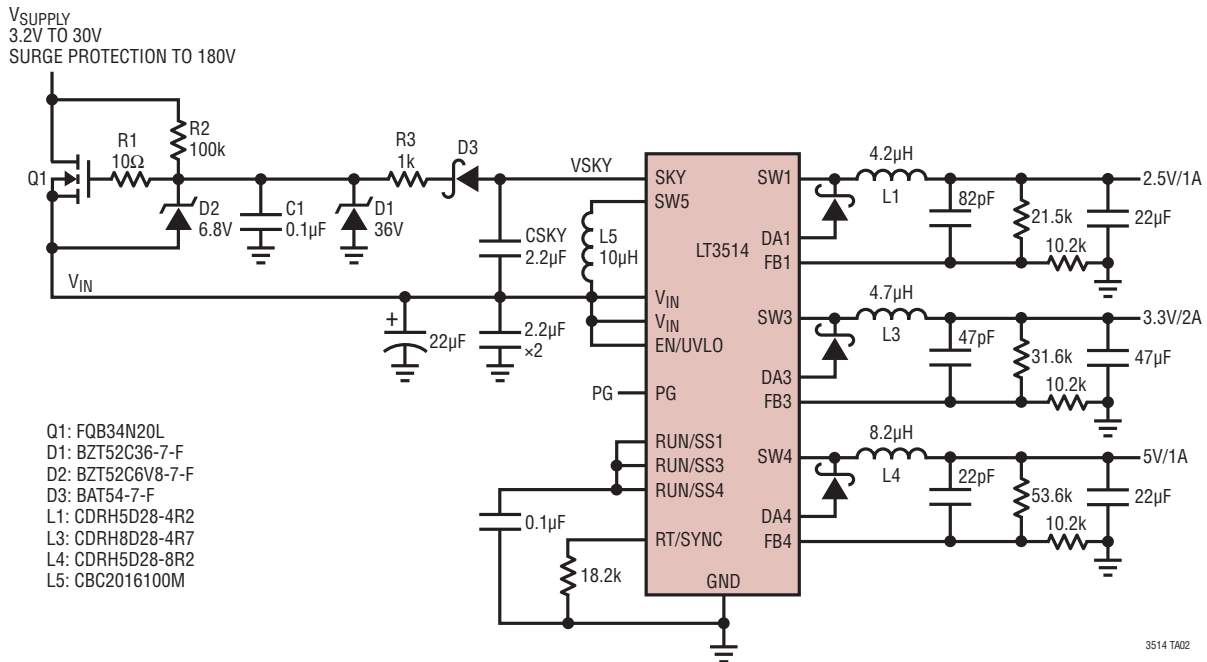 VSUPPLY
3.2V TO 30V
SURGE PROTECTION TO 180V
R1
10Ω
R2
100k
Q1
D2
6.8V
C1
0.1µF
D1
36V
R3
1k
D3
VSKY
CSKY
2.2µF
L5
10µH
VIN
+
22µF
2.2µF
×2
PG
0.1µF
18.2k
SKY
SW5
VIN
VIN
EN/UVLO
PG
RUN/SS1
RUN/SS3
RUN/SS4
RT/SYNC
GND
LT3514
SW1
DA1
FB1
SW3
DA3
FB3
SW4
DA4
FB4
4.2µH
L1
82pF
21.5k
10.2k
22µF
2.5V/1A
4.7µH
L3
47pF
31.6k
10.2k
47µF
3.3V/2A
8.2µH
L4
22pF
53.6k
10.2k
22µF
5V/1A
Q1: FQB34N20L
D1: BZT52C36-7-F
D2: BZT52C6V8-7-F
D3: BAT54-7-F
L1: CDRH5D28-4R2
L3: CDRH8D28-4R7
L4: CDRH5D28-8R2
L5: CBC2016100M
3514 TA02